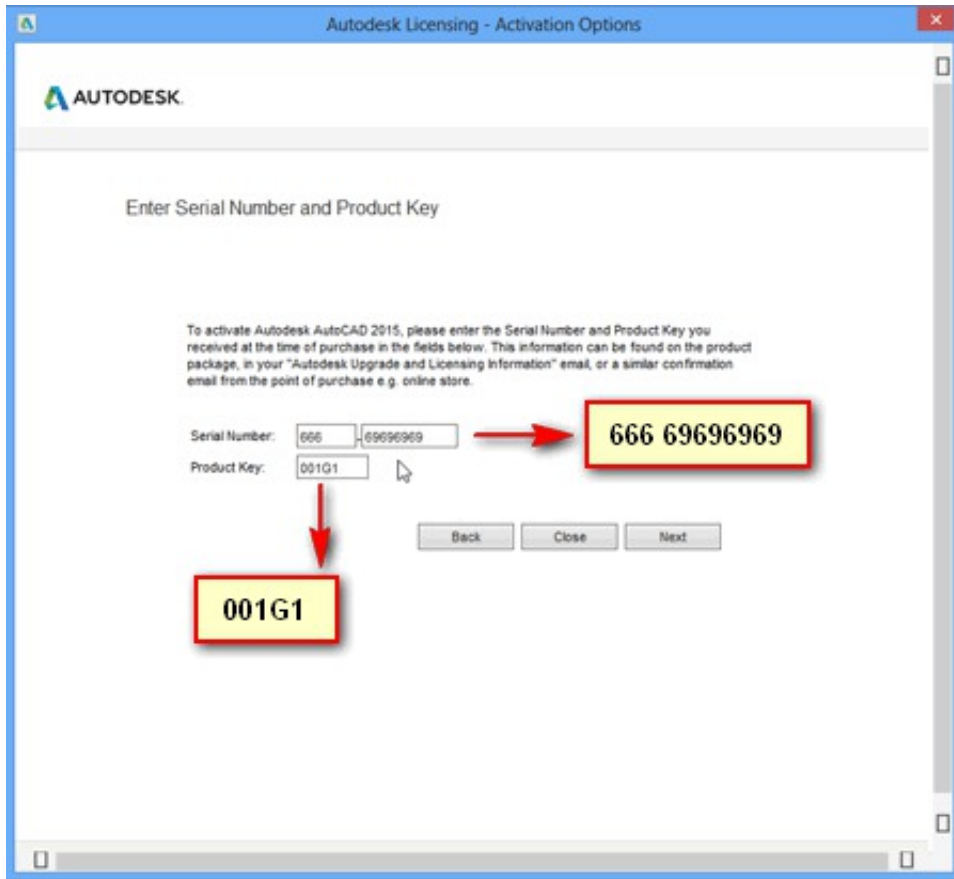 Autodesk Licensing - Activation Options
AUTODESK.
Enter Serial Number and Product Key
To activate Autodesk AutoCAD 2015, please enter the Serial Number and Product Key you
received at the time of purchase in the fields below. This information can be found on the product
package, in your "Autodesk Upgrade and Licensing Information" email, or a similar confirmation
email from the point of purchase e.g. online store.
Serial Number: 666 - 69696969
666 69696969
Product Key: 001G1
Back Close Next
001G1